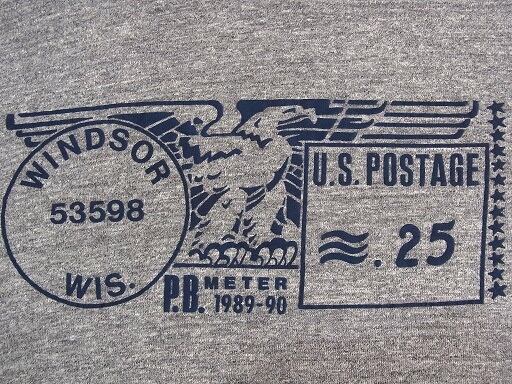 WINDSOR
53598
WIS.
P.B. METER
1989-90
U.S. POSTAGE
.25